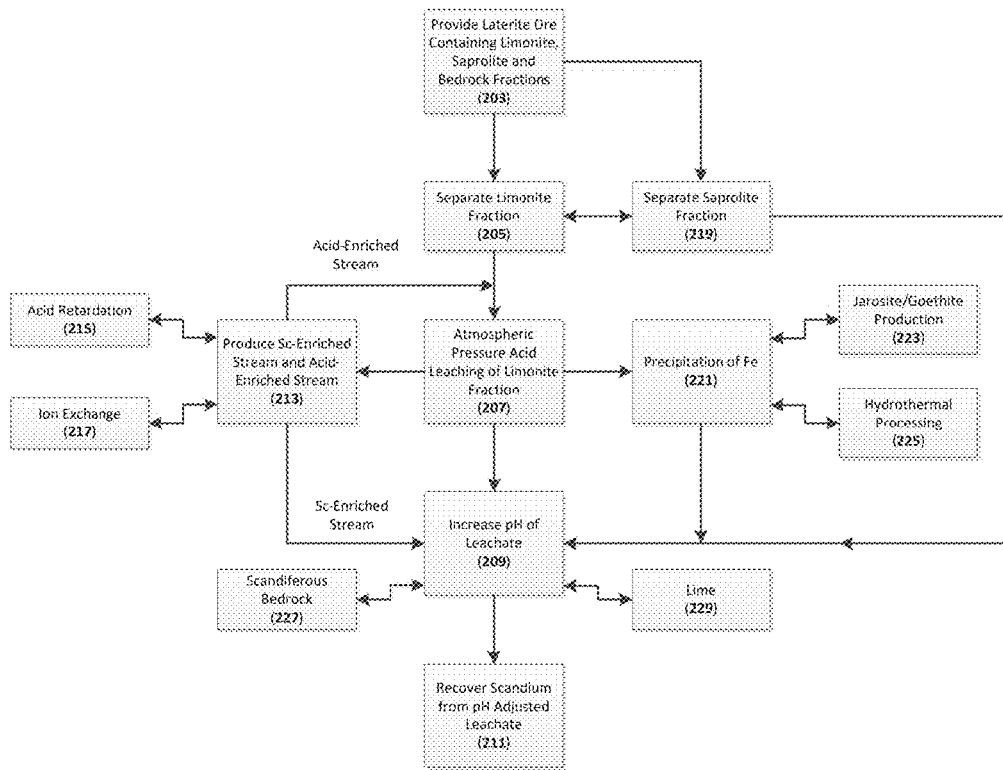 Provide Laterite Ore
Containing Limonite,
Saprolite and
Bedrock Fractions
(203)
Separate Limonite
Fraction
(205)
Separate Saprolite
Fraction
(219)
Acid-Enriched
Stream
Acid Retardation
(215)
Produce Sc-Enriched
Stream and Acid-
Enriched Stream
(213)
Atmospheric
Pressure Acid
Leaching of Limonite
Fraction
(207)
Precipitation of Fe
(221)
Jarosite/Goethite
Production
(223)
Ion Exchange
(217)
Hydrothermal
Processing
(225)
Sc-Enriched
Stream
Increase pH of
Leachate
(209)
Scandiferous
Bedrock
(227)
Lime
(229)
Recover Scandium
from pH Adjusted
Leachate
(211)